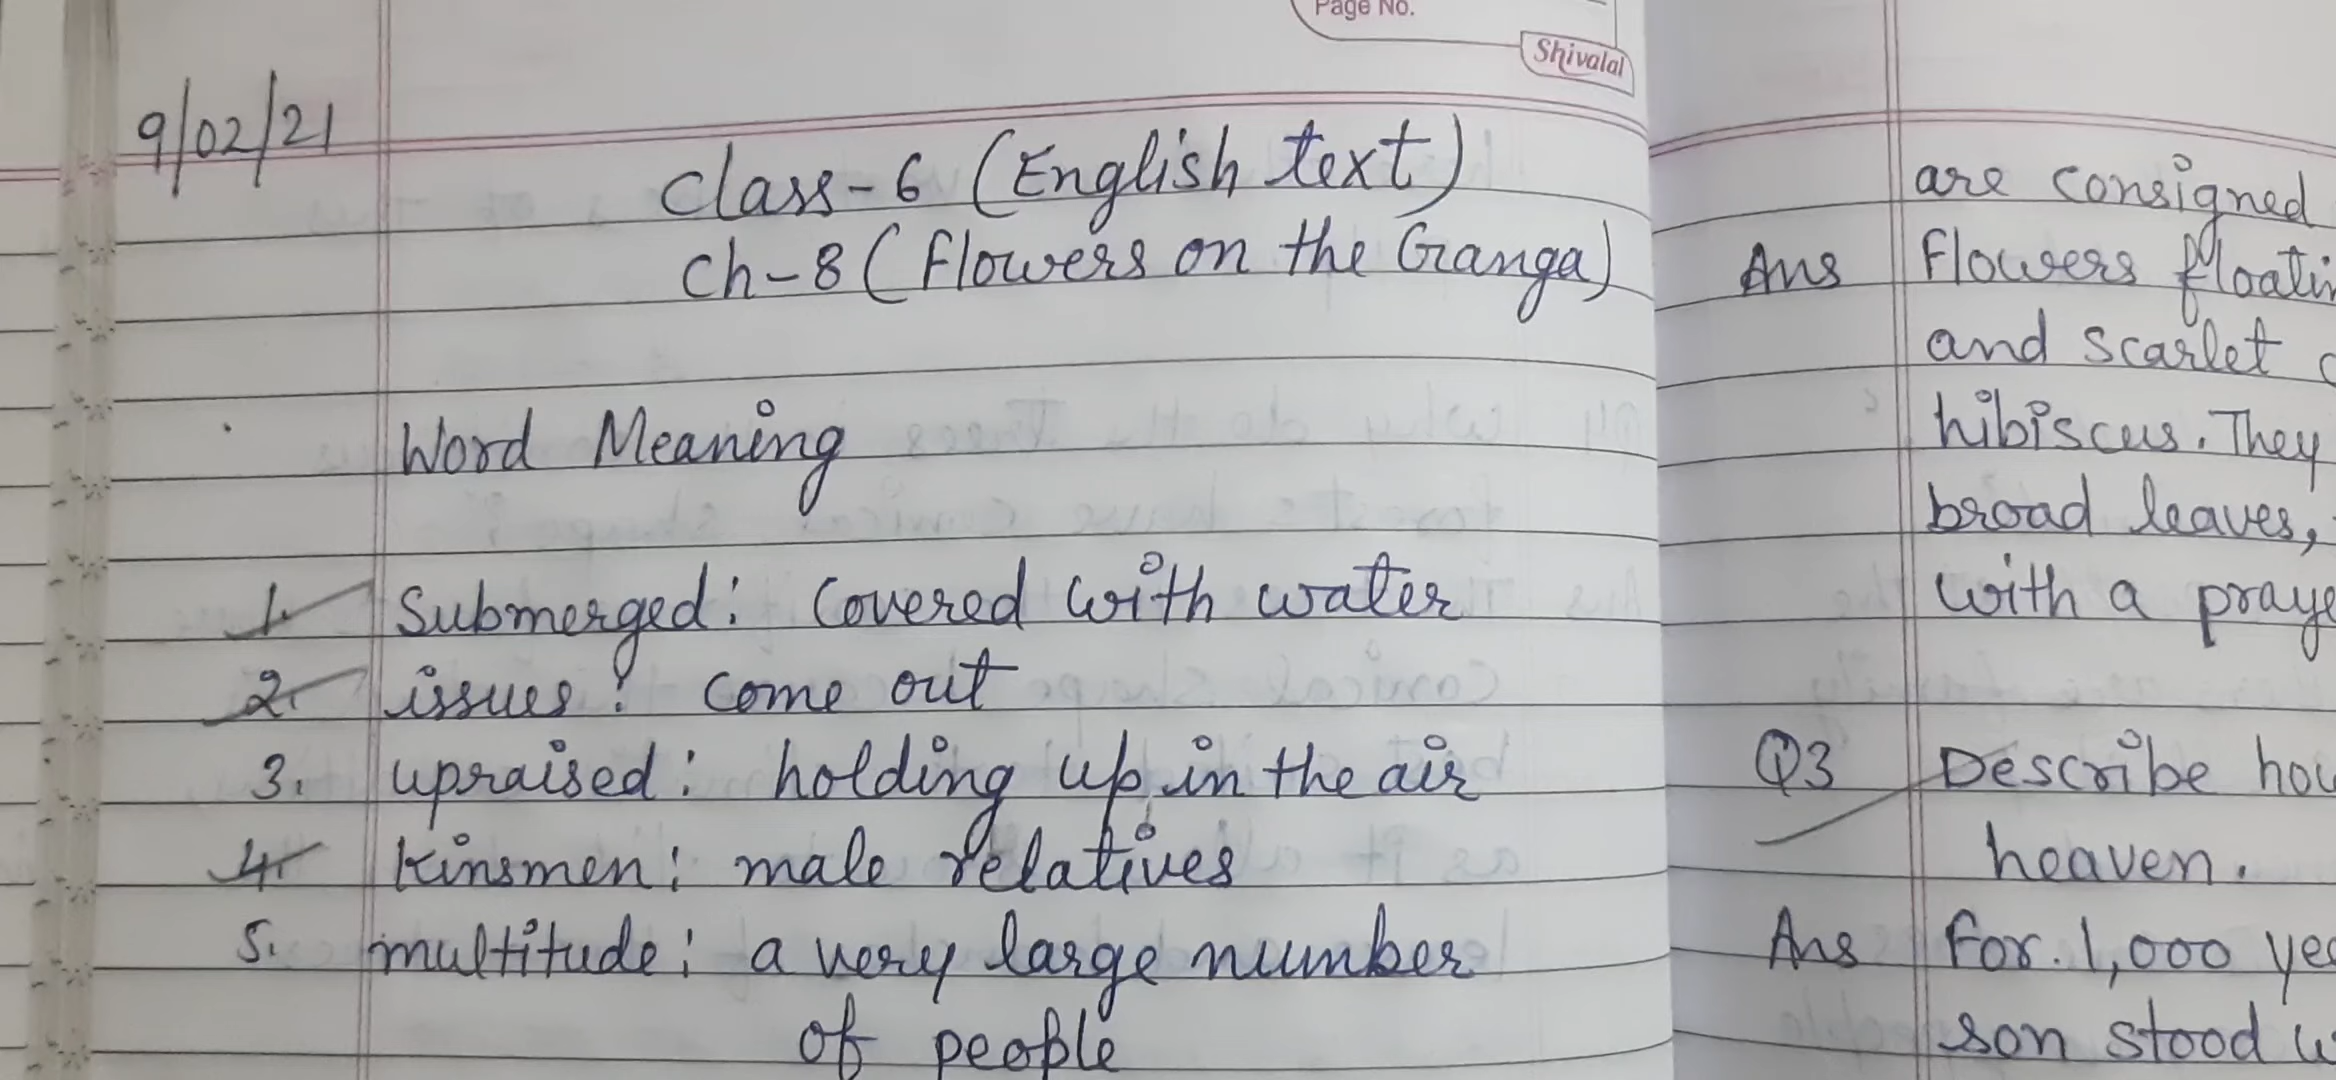 Page No.
Shivalal
9/02/21
Class-6 (English text)
Ch-8 (Flowers on the Ganga)
Word Meaning
1. Submerged: Covered with water
2. issues: come out
3. upraised: holding up in the air
4. Kinsmen: male relatives
5. multitude: a very large number
of people
are consigned
Ans Flowers
and scarlet
hibiscus. They
broad leaves,
with a
Q3 Describe
heaven.
Ans For 1,000
son stood